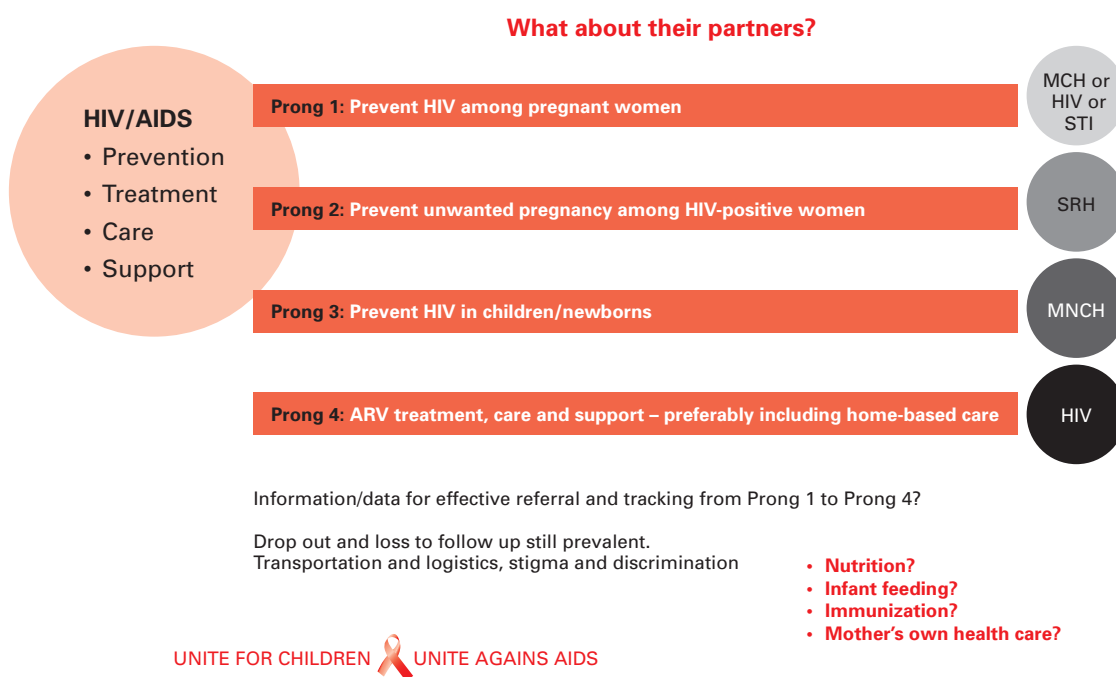 What about their partners?
HIV/AIDS
• Prevention
• Treatment
• Care
• Support
Prong 1: Prevent HIV among pregnant women
MCH or
HIV or
STI
Prong 2: Prevent unwanted pregnancy among HIV-positive women
SRH
Prong 3: Prevent HIV in children/newborns
MNCH
Prong 4: ARV treatment, care and support – preferably including home-based care
HIV
Information/data for effective referral and tracking from Prong 1 to Prong 4?
Drop out and loss to follow up still prevalent.
Transportation and logistics, stigma and discrimination
• Nutrition?
• Infant feeding?
• Immunization?
• Mother's own health care?
UNITE FOR CHILDREN UNITE AGAINS AIDS